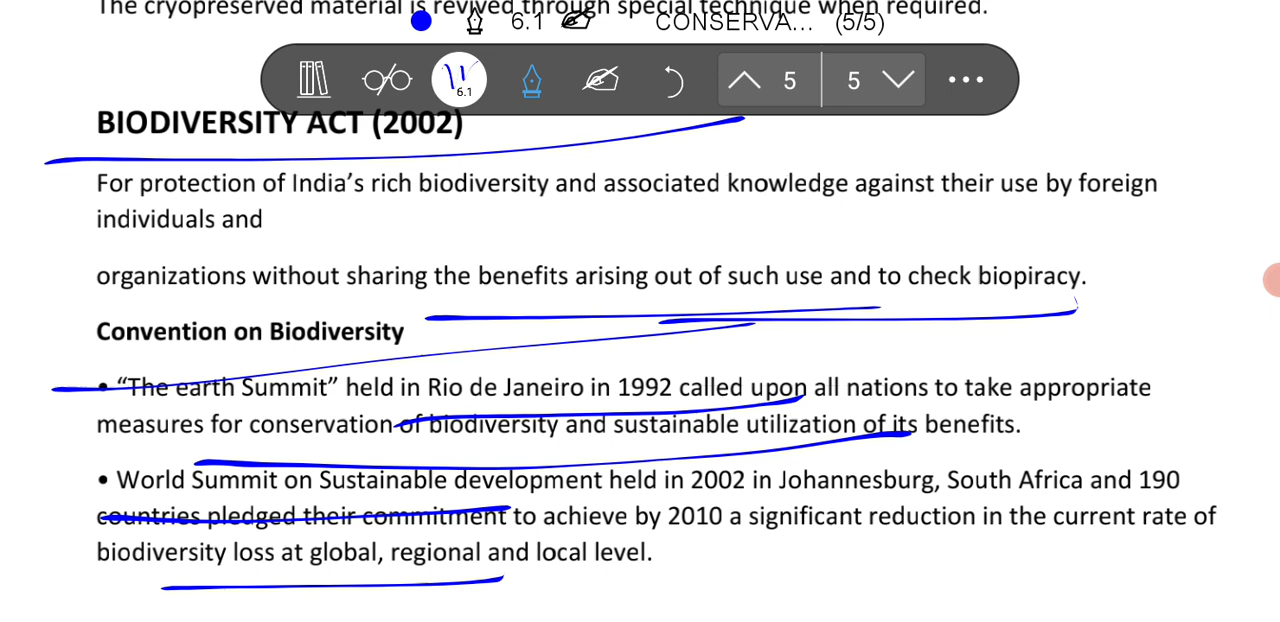 The cryopreserved material is revived through special technique when required.
6.1 CONSERVA... (5/5)
6.1 5 5
BIODIVERSITY ACT (2002)
For protection of India’s rich biodiversity and associated knowledge against their use by foreign
individuals and
organizations without sharing the benefits arising out of such use and to check biopiracy.
Convention on Biodiversity
• “The earth Summit” held in Rio de Janeiro in 1992 called upon all nations to take appropriate
measures for conservation of biodiversity and sustainable utilization of its benefits.
• World Summit on Sustainable development held in 2002 in Johannesburg, South Africa and 190
countries pledged their commitment to achieve by 2010 a significant reduction in the current rate of
biodiversity loss at global, regional and local level.